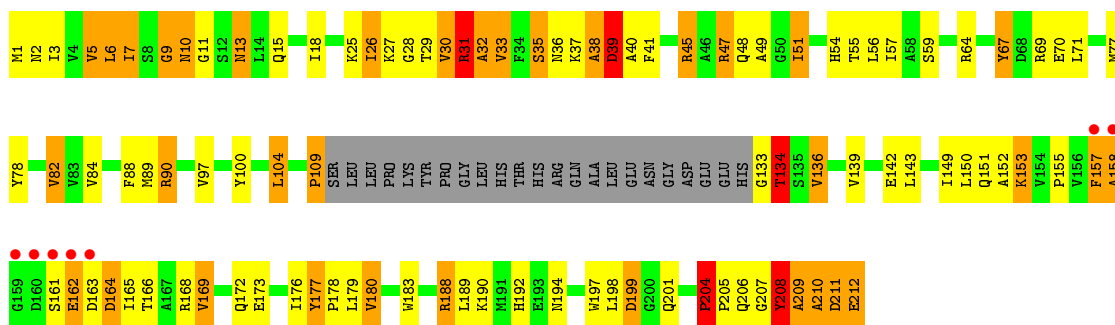 M1 N2 I3 V4 V5 L6 I7 S8 G9 N10 G11 S12 N13 L14 Q15 I18 K25 I26 K27 G28 T29 V30 R31 A32 V33 F34 S35 N36 K37 A38 D39 A40 F41 R45 A46 R47 Q48 A49 G50 I51 H54 T55 L56 I57 A58 S59 R64 Y67 D68 R69 E70 L71 M77
Y78 V82 V83 V84 F88 M89 R90 V97 Y100 L104 P109 SER LEU LEU PRO LYS TYR PRO GLY LEU HIS THR HIS ARG GLN ALA LEU GLU ASN GLY ASP GLU GLU HIS G133 T134 S135 V136 V139 E142 L143 I149 L150 Q151 A152 K153 V154 P155 V156 F157 A158
G159 D160 S161 E162 D163 D164 I165 T166 A167 R168 V169 Q172 E173 I176 Y177 P178 L179 V180 W183 R188 L189 K190 M191 H192 E193 N194 W197 L198 D199 G200 Q201 P204 P205 Q206 G207 Y208 A209 A210 D211 E212